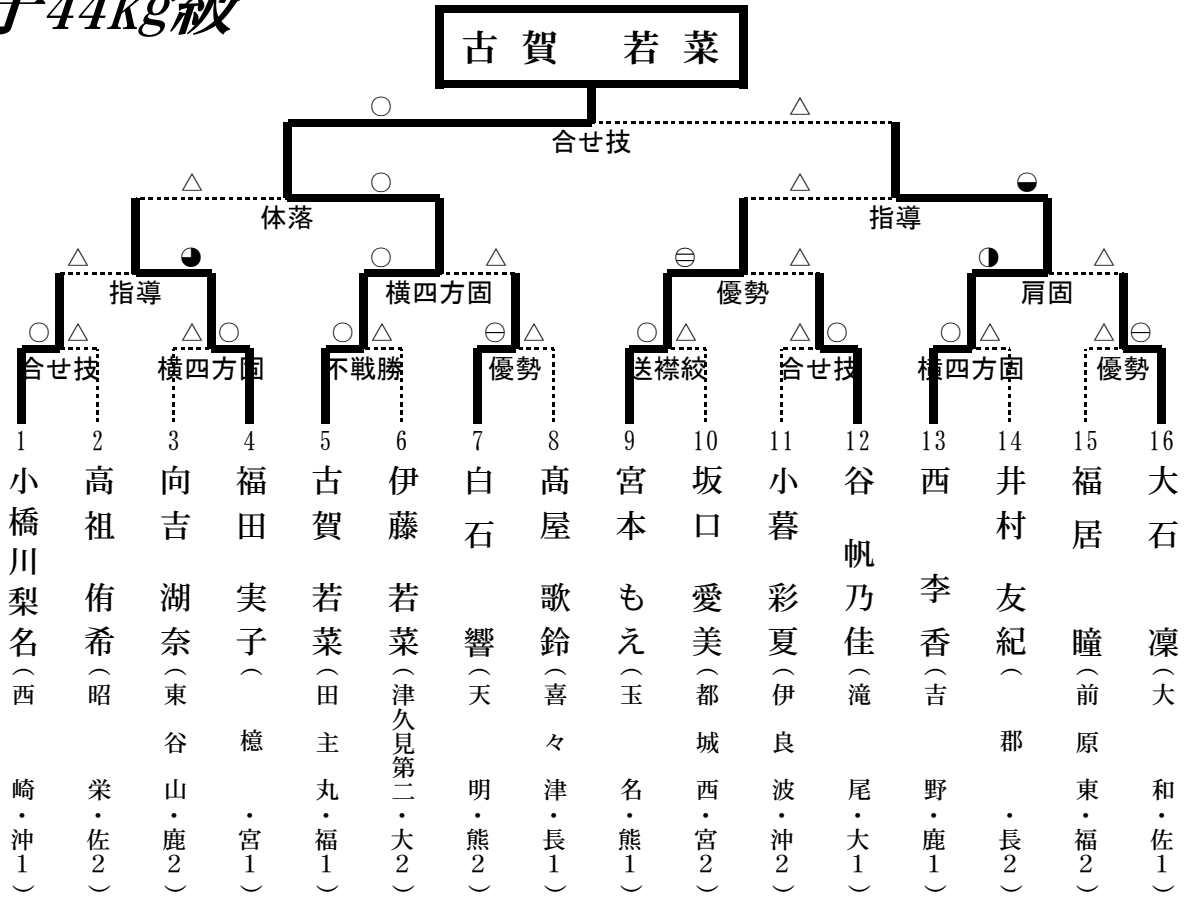 子44kg級
古賀 若菜
○ △
合せ技
△ ○ △ ◒
体落 指導
△ ◕ ○ △ ⊖ △ ◑ △
指導 横四方固 優勢 肩固
○ △ △ ○ ○ △ ⊖ △ ○ △ △ ○ ○ △ △ ⊖
合せ技 横四方固 不戦勝 優勢 送襟絞 合せ技 横四方固 優勢
1 小橋川梨名(西崎・沖1)
2 高祖侑希(昭栄・佐2)
3 向吉湖奈(東谷山・鹿2)
4 福田実子(檍・宮1)
5 古賀若菜(田主丸・福1)
6 伊藤若菜(津久見第二・大2)
7 白石響(天明・熊2)
8 髙屋歌鈴(喜々津・長1)
9 宮本もえ(玉名・熊1)
10 坂口愛美(都城西・宮2)
11 小暮彩夏(伊良波・沖2)
12 谷帆乃佳(滝尾・大1)
13 西李香(吉野・鹿1)
14 井村友紀(郡・長2)
15 福居瞳(前原東・福2)
16 大石凜(大和・佐1)